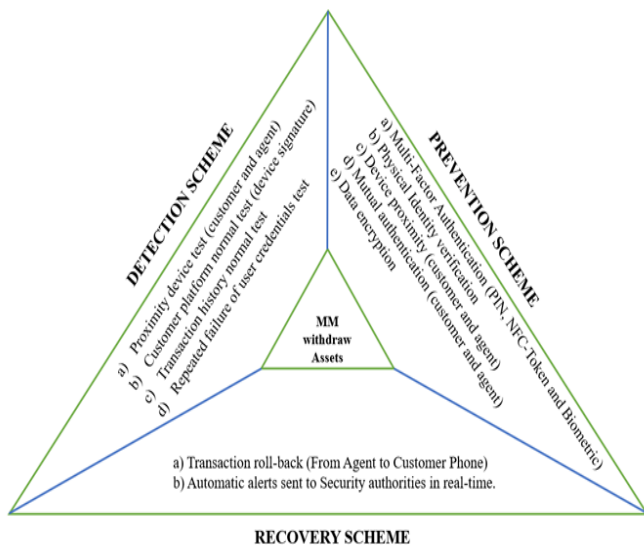 DETECTION SCHEME
a) Proximity device test (customer and agent)
b) Customer platform normal test (device signature)
c) Transaction history normal test
d) Repeated failure of user credentials test
PREVENTION SCHEME
a) Multi-Factor Authentication (PIN, NFC-Token and Biometric)
b) Physical Identity verification
c) Device proximity (customer and agent)
d) Mutual authentication (customer and agent)
e) Data encryption
MM
withdraw
Assets
a) Transaction roll-back (From Agent to Customer Phone)
b) Automatic alerts sent to Security authorities in real-time.
RECOVERY SCHEME